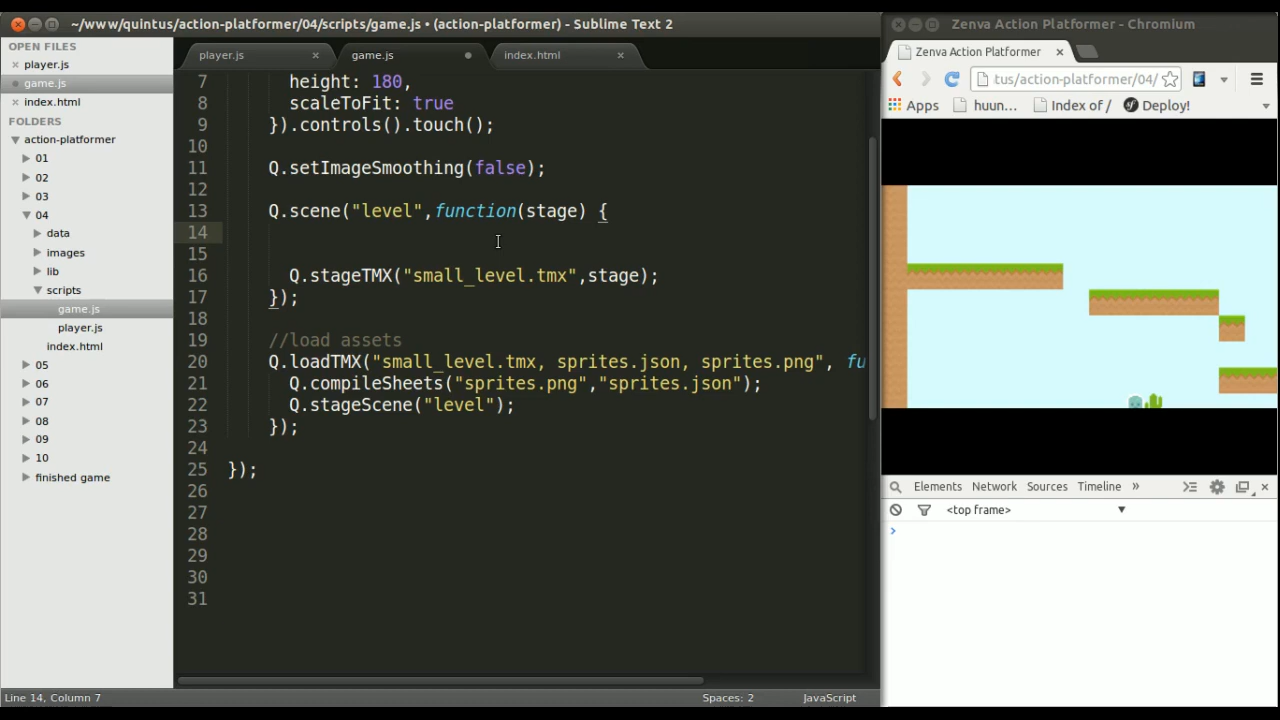 ~/www/quintus/action-platformer/04/scripts/game.js • (action-platformer) - Sublime Text 2
OPEN FILES
player.js
game.js
index.html
FOLDERS
action-platformer
01
02
03
04
data
images
lib
scripts
game.js
player.js
index.html
05
06
07
08
09
10
finished game
player.js ×
game.js
index.html ×
7 height: 180,
8 scaleToFit: true
9 }).controls().touch();
10
11 Q.setImageSmoothing(false);
12
13 Q.scene("level",function(stage) {
14
15
16 Q.stageTMX("small_level.tmx",stage);
17 });
18
19 //load assets
20 Q.loadTMX("small_level.tmx, sprites.json, sprites.png", fu
21 Q.compileSheets("sprites.png","sprites.json");
22 Q.stageScene("level");
23 });
24
25 });
26
27
28
29
30
31
Line 14, Column 7
Spaces: 2 JavaScript
Zenva Action Platformer - Chromium
Zenva Action Platformer ×
tus/action-platformer/04/
Apps huun... Index of / Deploy!
Elements Network Sources Timeline »
<top frame>